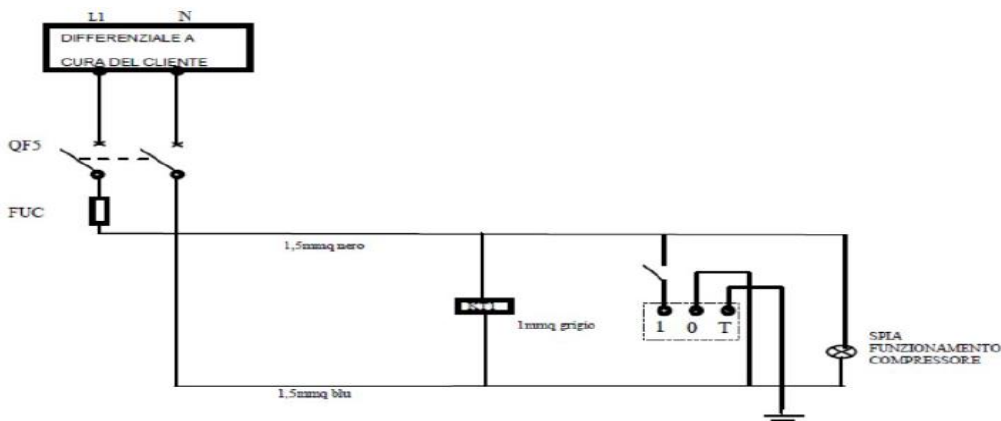 L1 N
DIFFERENZIALE A
CURA DEL CLIENTE
QF5
FUC
1,5mmq nero
1mmq grigio
1 0 T
SPIA
FUNZIONAMENTO
COMPRESSORE
1,5mmq blu